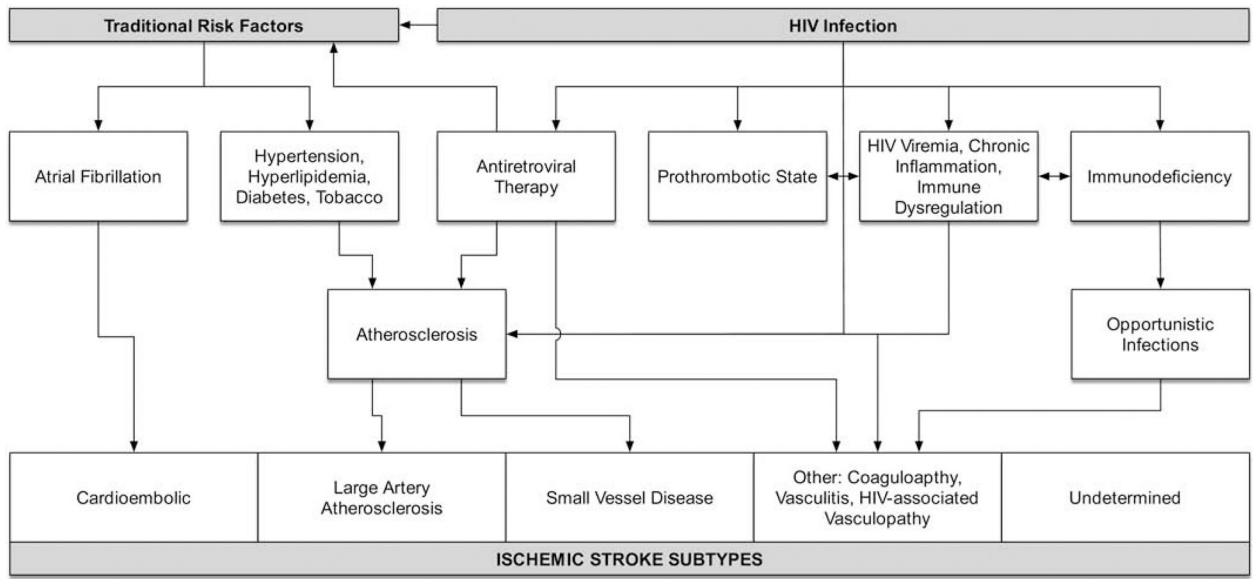 Traditional Risk Factors
HIV Infection
Atrial Fibrillation
Hypertension,
Hyperlipidemia,
Diabetes, Tobacco
Antiretroviral
Therapy
Prothrombotic State
HIV Viremia, Chronic
Inflammation,
Immune
Dysregulation
Immunodeficiency
Atherosclerosis
Opportunistic
Infections
Cardioembolic
Large Artery
Atherosclerosis
Small Vessel Disease
Other: Coaguloapthy,
Vasculitis, HIV-associated
Vasculopathy
Undetermined
ISCHEMIC STROKE SUBTYPES